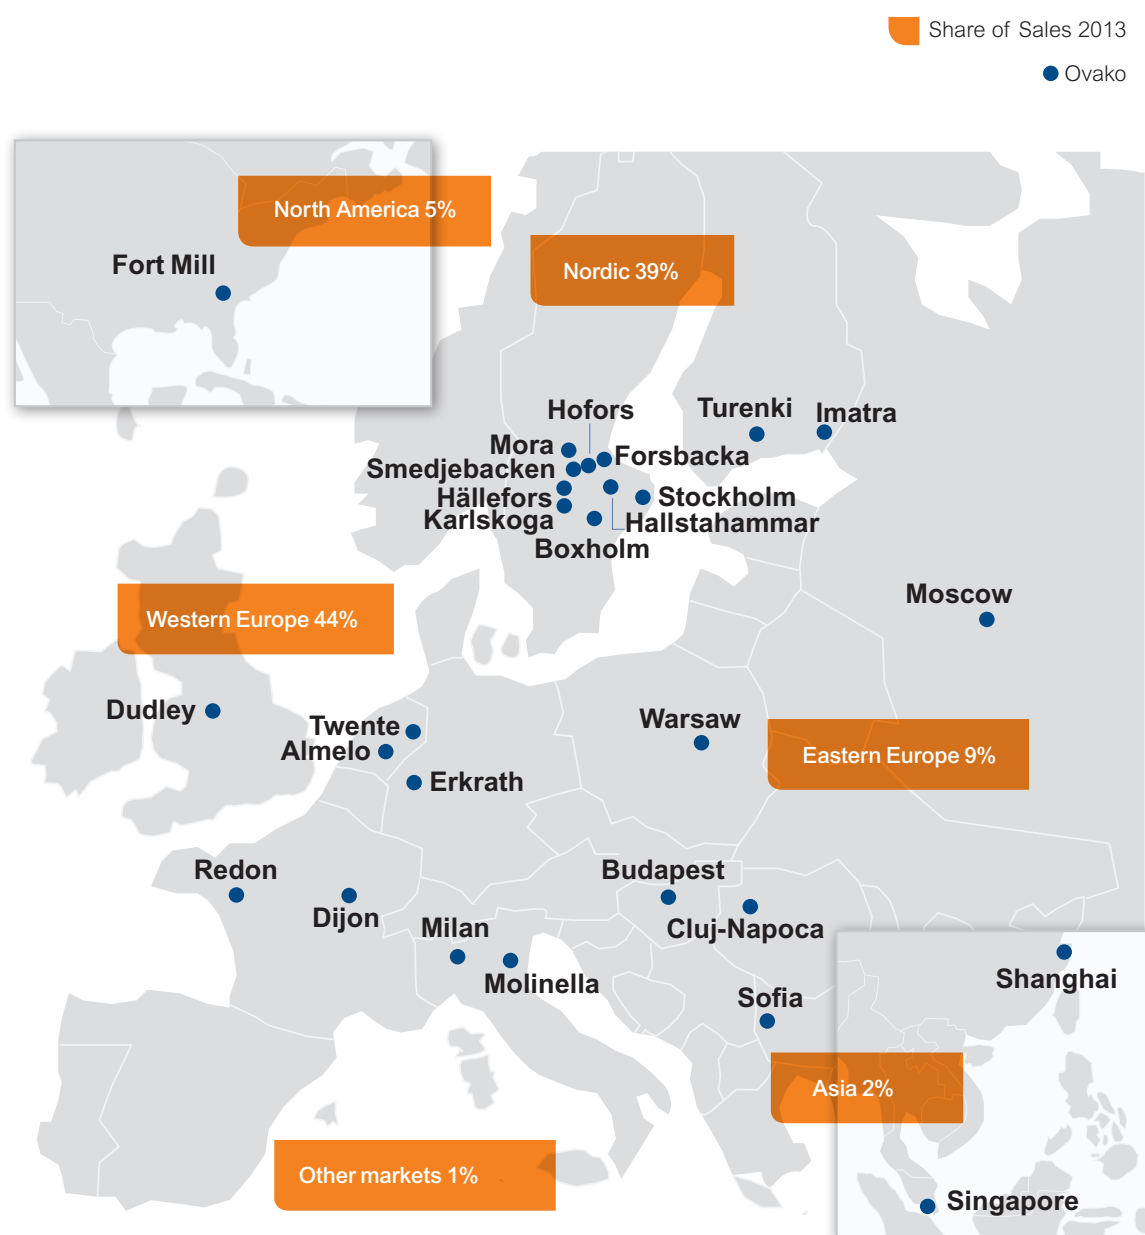 Share of Sales 2013
Ovako
North America 5%
Fort Mill
Nordic 39%
Hofors
Turenki
Imatra
Mora
Forsbacka
Smedjebacken
Hällefors
Stockholm
Karlskoga
Hallstahammar
Boxholm
Moscow
Western Europe 44%
Dudley
Twente
Warsaw
Almelo
Eastern Europe 9%
Erkrath
Redon
Budapest
Dijon
Milan
Cluj-Napoca
Molinella
Shanghai
Sofia
Asia 2%
Other markets 1%
Singapore